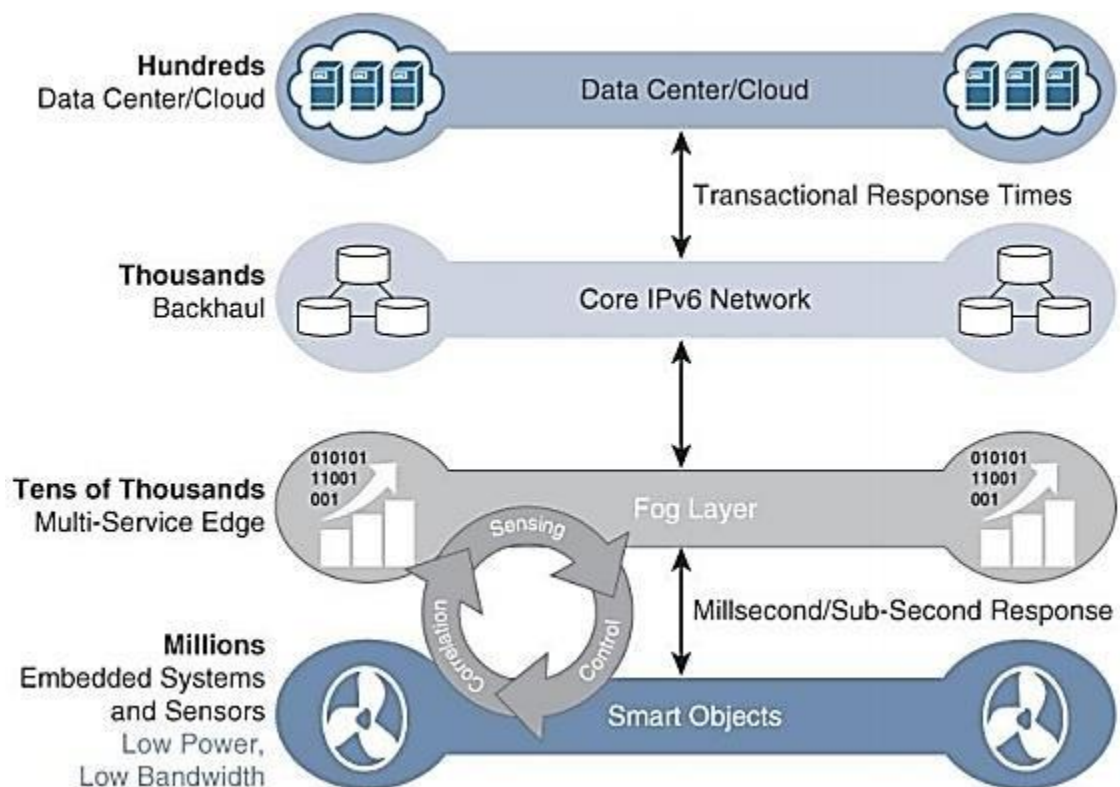 Hundreds
Data Center/Cloud
Data Center/Cloud
Transactional Response Times
Thousands
Backhaul
Core IPv6 Network
010101
11001
001
010101
11001
001
Tens of Thousands
Multi-Service Edge
Fog Layer
Sensing
Control
Correlation
Millsecond/Sub-Second Response
Millions
Embedded Systems
and Sensors
Low Power,
Low Bandwidth
Smart Objects